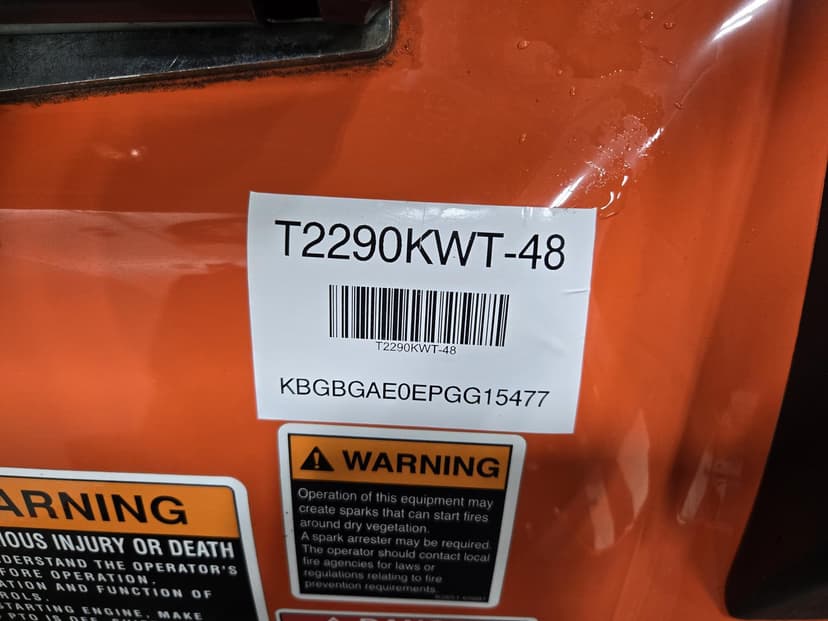 T2290KWT-48
T2290KWT-48
KBGBGAE0EPGG15477
WARNING
Operation of this equipment may
create sparks that can start fires
around dry vegetation.
A spark arrester may be required.
The operator should contact local
fire agencies for laws or
regulations relating to fire
prevention requirements.
ARNING
IOUS INJURY OR DEATH
DERSTAND THE OPERATOR'S
FORE OPERATION.
ATION AND FUNCTION OF
ROLS.
STARTING ENGINE, MAKE